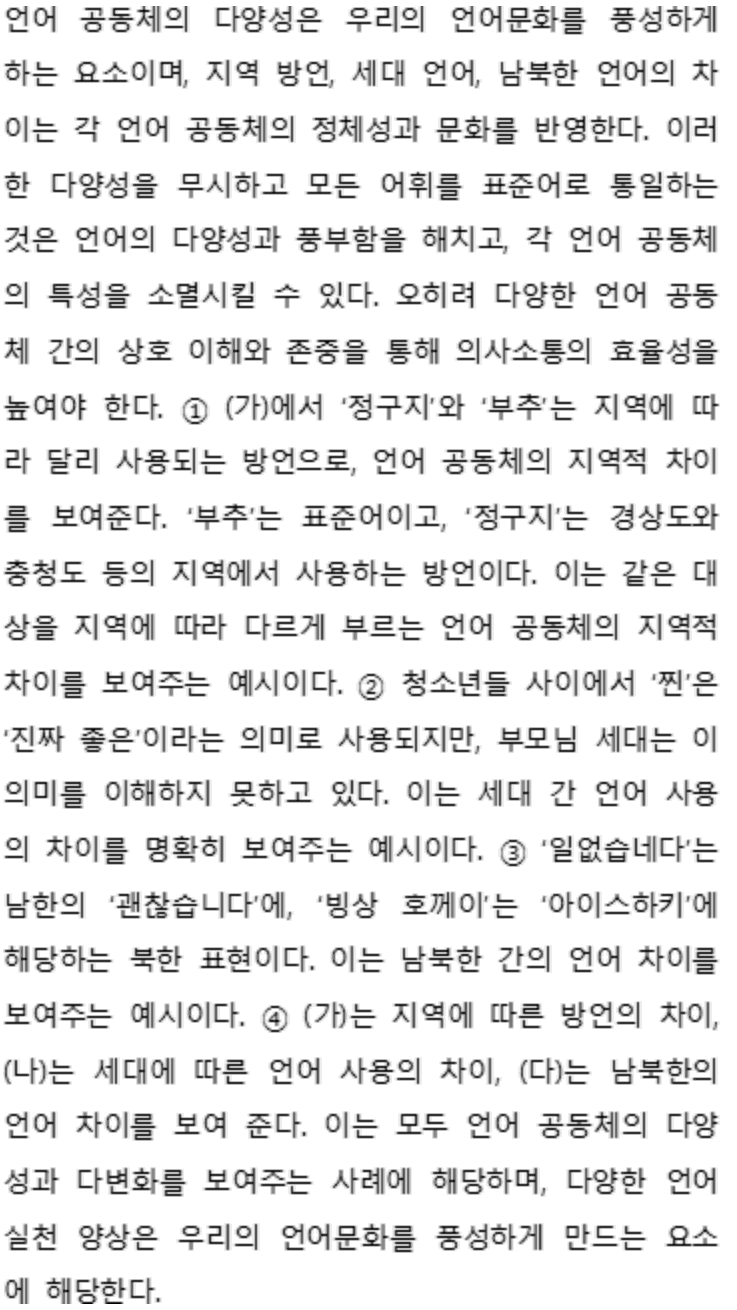 언어 공동체의 다양성은 우리의 언어문화를 풍성하게
하는 요소이며, 지역 방언, 세대 언어, 남북한 언어의 차
이는 각 언어 공동체의 정체성과 문화를 반영한다. 이러
한 다양성을 무시하고 모든 어휘를 표준어로 통일하는
것은 언어의 다양성과 풍부함을 해치고, 각 언어 공동체
의 특성을 소멸시킬 수 있다. 오히려 다양한 언어 공동
체 간의 상호 이해와 존중을 통해 의사소통의 효율성을
높여야 한다. ① (가)에서 ‘정구지’와 ‘부추’는 지역에 따
라 달리 사용되는 방언으로, 언어 공동체의 지역적 차이
를 보여준다. ‘부추’는 표준어이고, ‘정구지’는 경상도와
충청도 등의 지역에서 사용하는 방언이다. 이는 같은 대
상을 지역에 따라 다르게 부르는 언어 공동체의 지역적
차이를 보여주는 예시이다. ② 청소년들 사이에서 ‘찐’은
‘진짜 좋은’이라는 의미로 사용되지만, 부모님 세대는 이
의미를 이해하지 못하고 있다. 이는 세대 간 언어 사용
의 차이를 명확히 보여주는 예시이다. ③ ‘일없습네다’는
남한의 ‘괜찮습니다’에, ‘빙상 호께이’는 ‘아이스하키’에
해당하는 북한 표현이다. 이는 남북한 간의 언어 차이를
보여주는 예시이다. ④ (가)는 지역에 따른 방언의 차이,
(나)는 세대에 따른 언어 사용의 차이, (다)는 남북한의
언어 차이를 보여 준다. 이는 모두 언어 공동체의 다양
성과 다변화를 보여주는 사례에 해당하며, 다양한 언어
실천 양상은 우리의 언어문화를 풍성하게 만드는 요소
에 해당한다.